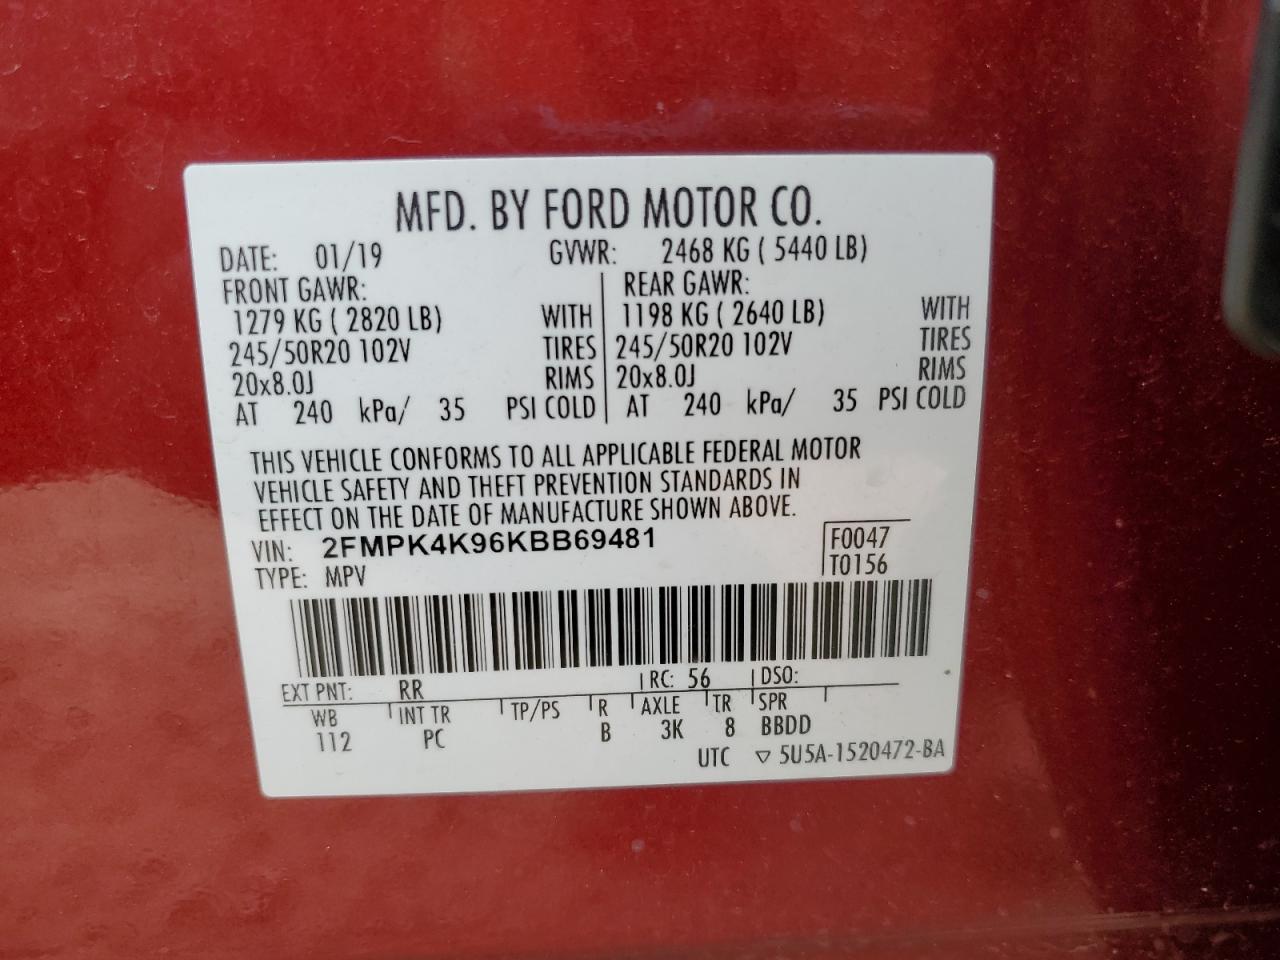 MFD. BY FORD MOTOR CO.
DATE: 01/19 GVWR: 2468 KG ( 5440 LB)
FRONT GAWR: REAR GAWR:
1279 KG ( 2820 LB) WITH 1198 KG ( 2640 LB) WITH
245/50R20 102V TIRES 245/50R20 102V TIRES
20x8.0J RIMS 20x8.0J RIMS
AT 240 kPa/ 35 PSI COLD AT 240 kPa/ 35 PSI COLD
THIS VEHICLE CONFORMS TO ALL APPLICABLE FEDERAL MOTOR
VEHICLE SAFETY AND THEFT PREVENTION STANDARDS IN
EFFECT ON THE DATE OF MANUFACTURE SHOWN ABOVE.
VIN: 2FMPK4K96KBB69481 F0047
TYPE: MPV T0156
EXT PNT: RR RC: 56 DSO:
WB INT TR TP/PS R AXLE TR SPR
112 PC B 3K 8 BBDD
UTC ▽ 5U5A-1520472-BA